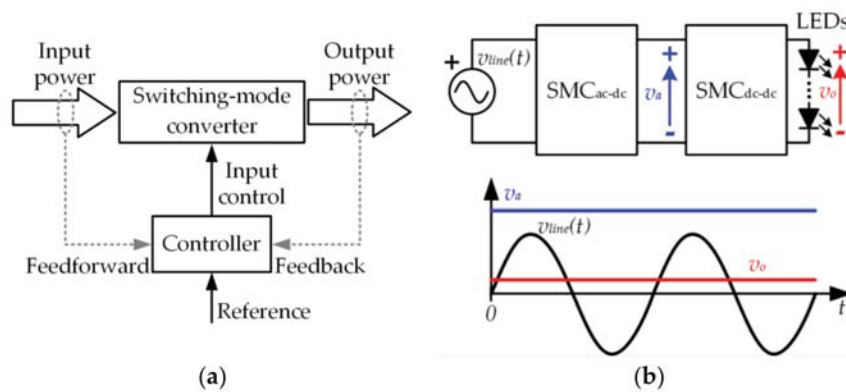 Input
power
Output
power
Switching-mode
converter
Input
control
Controller
Feedforward
Feedback
Reference
(a)
LEDs
+
vline(t)
SMCac-dc
+
va
-
SMCdc-dc
+
vo
-
va
vline(t)
vo
0
t
(b)